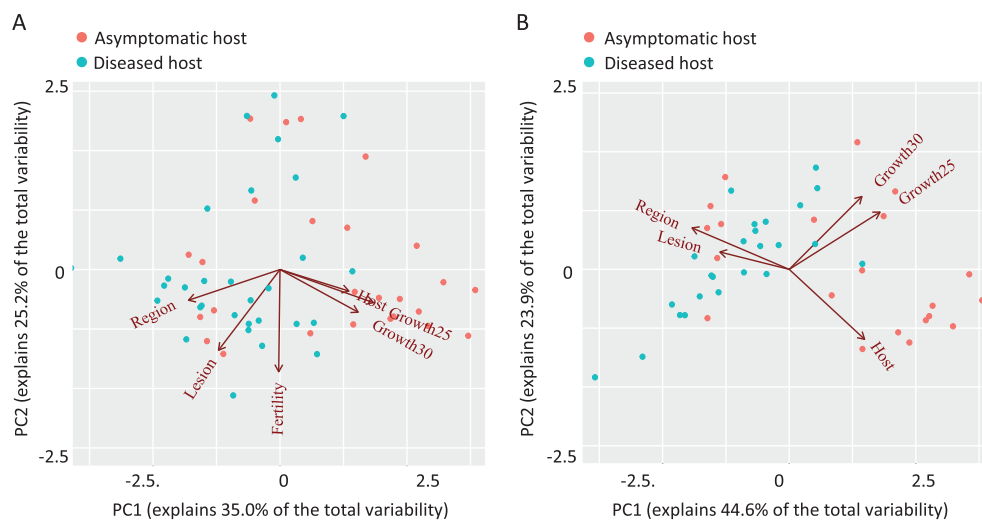 A
Asymptomatic host
Diseased host
PC2 (explains 25.2% of the total variability)
2.5
0
-2.5
Region
Lesion
Fertility
Host Growth25
Growth30
-2.5.
0
2.5
PC1 (explains 35.0% of the total variability)
B
Asymptomatic host
Diseased host
PC2 (explains 23.9% of the total variability)
2.5
0
-2.5
Growth30
Growth25
Region
Lesion
Host
-2.5.
0.
2.5
PC1 (explains 44.6% of the total variability)